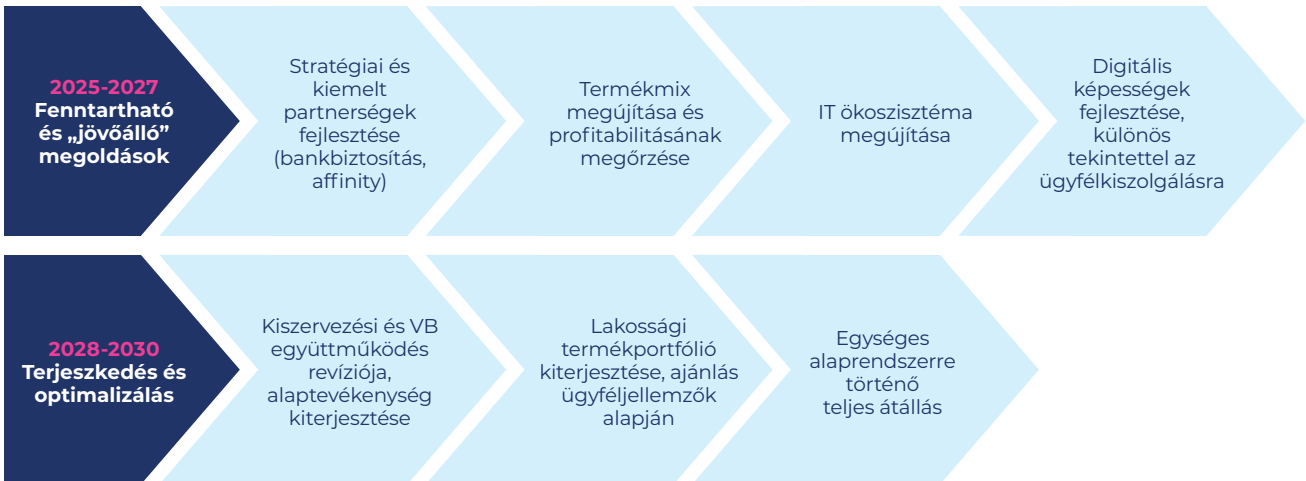 2025-2027
Fenntartható
és „jövőálló”
megoldások
Stratégiai és
kiemelt
partnerségek
fejlesztése
(bankbiztosítás,
affinity)
Termékmix
megújítása és
profitabilitásának
megőrzése
IT ökoszisztéma
megújítása
Digitális
képességek
fejlesztése,
különös
tekintettel az
ügyfélkiszolgálásra
2028-2030
Terjeszkedés és
optimalizálás
Kiszervezési és VB
együttműködés
revíziója,
alaptevékenység
kiterjesztése
Lakossági
termékportfólió
kiterjesztése, ajánlás
ügyféljellemzők
alapján
Egységes
alaprendszerre
történő
teljes átállás